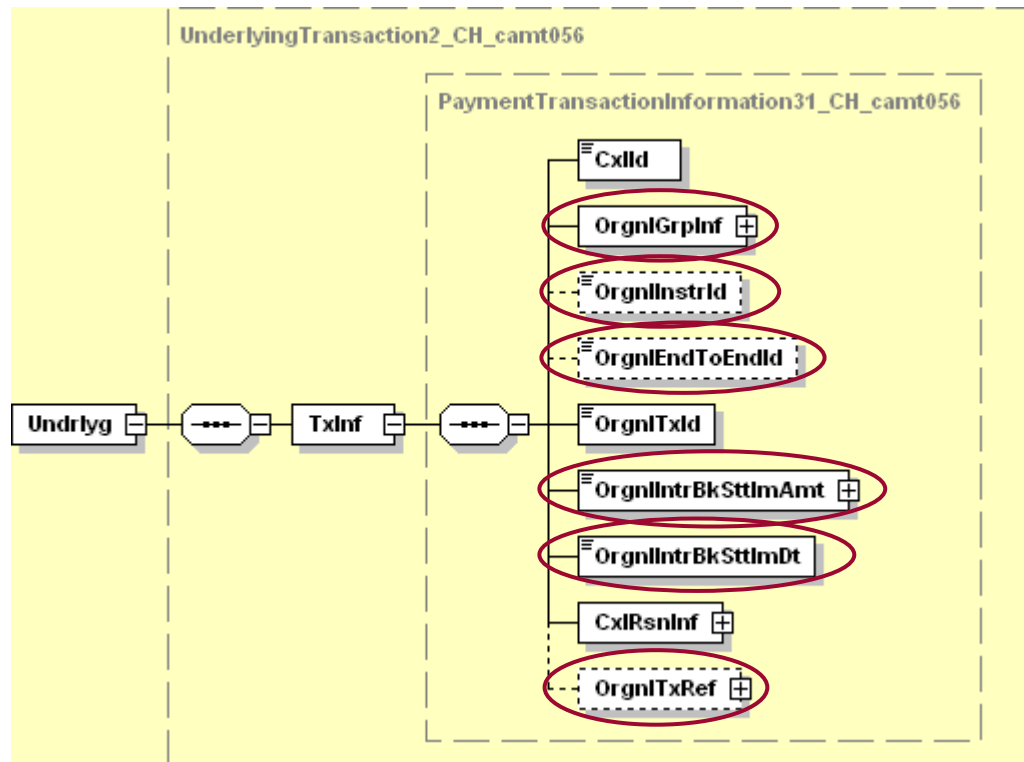 UnderlyingTransaction2_CH_camt056
PaymentTransactionInformation31_CH_camt056
CxlId
OrgnlGrpInf
OrgnlInstrId
OrgnlEndToEndId
Undrlyg
TxInf
OrgnlTxId
OrgnlIntrBkSttlmAmt
OrgnlIntrBkSttlmDt
CxlRsnInf
OrgnlTxRef